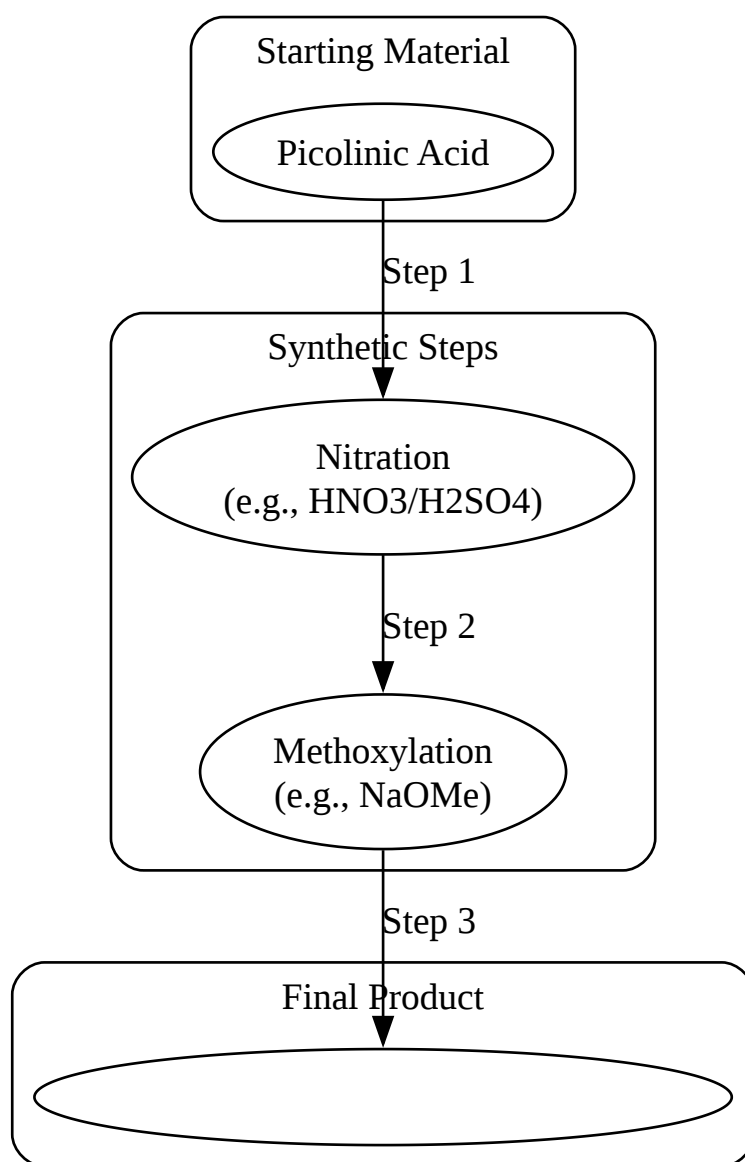 Starting Material
Picolinic Acid
Step 1
Synthetic Steps
Nitration
(e.g., HNO3/H2SO4)
Step 2
Methoxylation
(e.g., NaOMe)
Step 3
Final Product